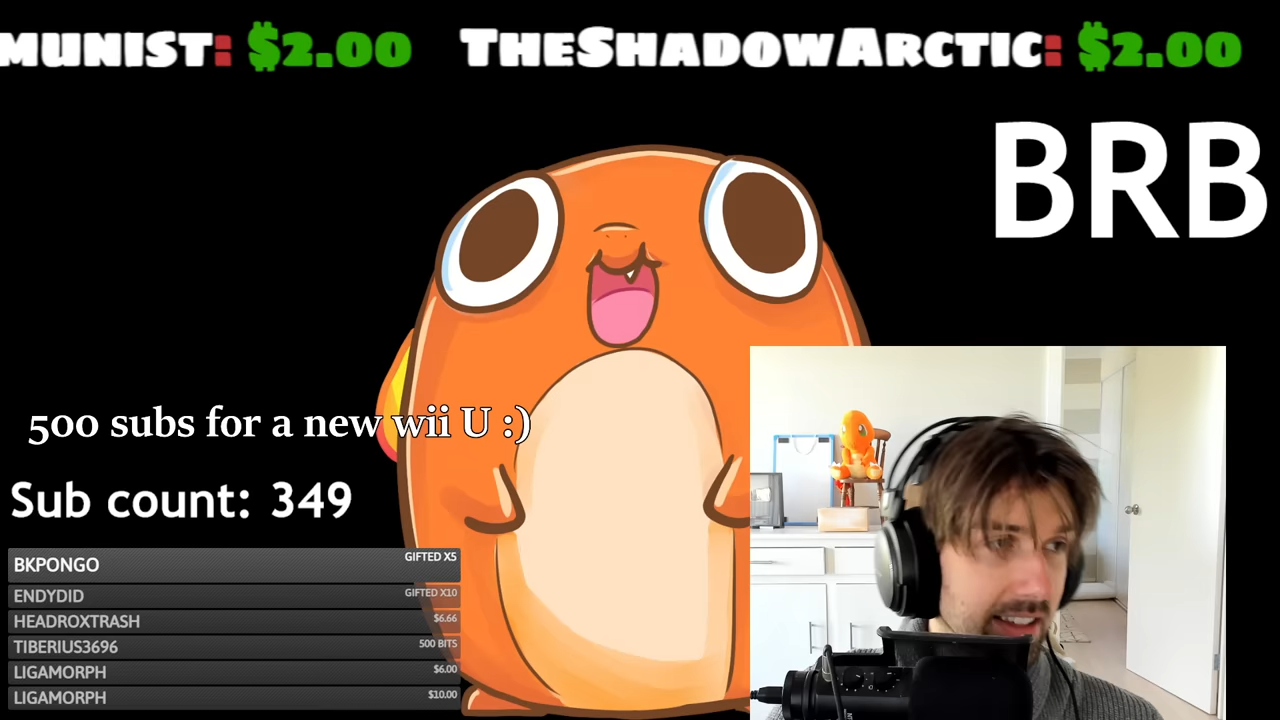 MUNIST: $2.00 THESHADOWARCTIC: $2.00
BRB
500 subs for a new wii U :)
Sub count: 349
BKPONGO GIFTED X5
ENDYDID GIFTED X10
HEADROXTRASH $6.66
TIBERIUS3696 500 BITS
LIGAMORPH $6.00
LIGAMORPH $10.00